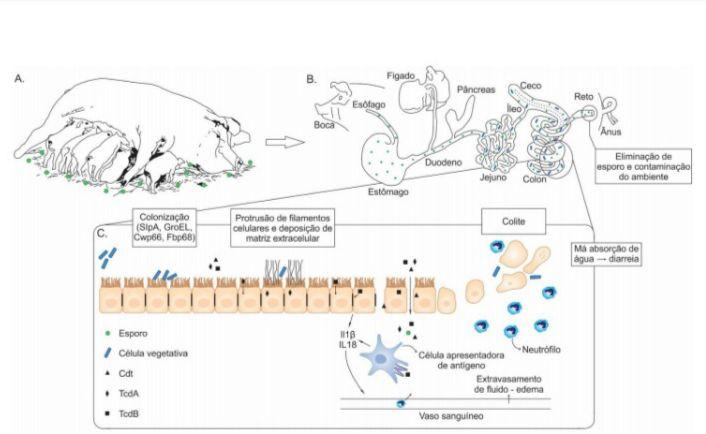 A.
B.
Boca
Esôfago
Fígado
Pâncreas
Estômago
Duodeno
Jejuno
Íleo
Ceco
Colon
Reto
Ânus
Eliminação de
esporo e contaminação
do ambiente
C.
Colonização
(SlpA, GroEL,
Cwp66, Fbp68)
Protrusão de filamentos
celulares e deposição de
matriz extracelular
Colite
Má absorção de
água → diarreia
Esporo
Célula vegetativa
Cdt
TcdA
TcdB
Il1β
IL18
Célula apresentadora
de antígeno
Neutrófilo
Extravasamento
de fluido - edema
Vaso sanguíneo